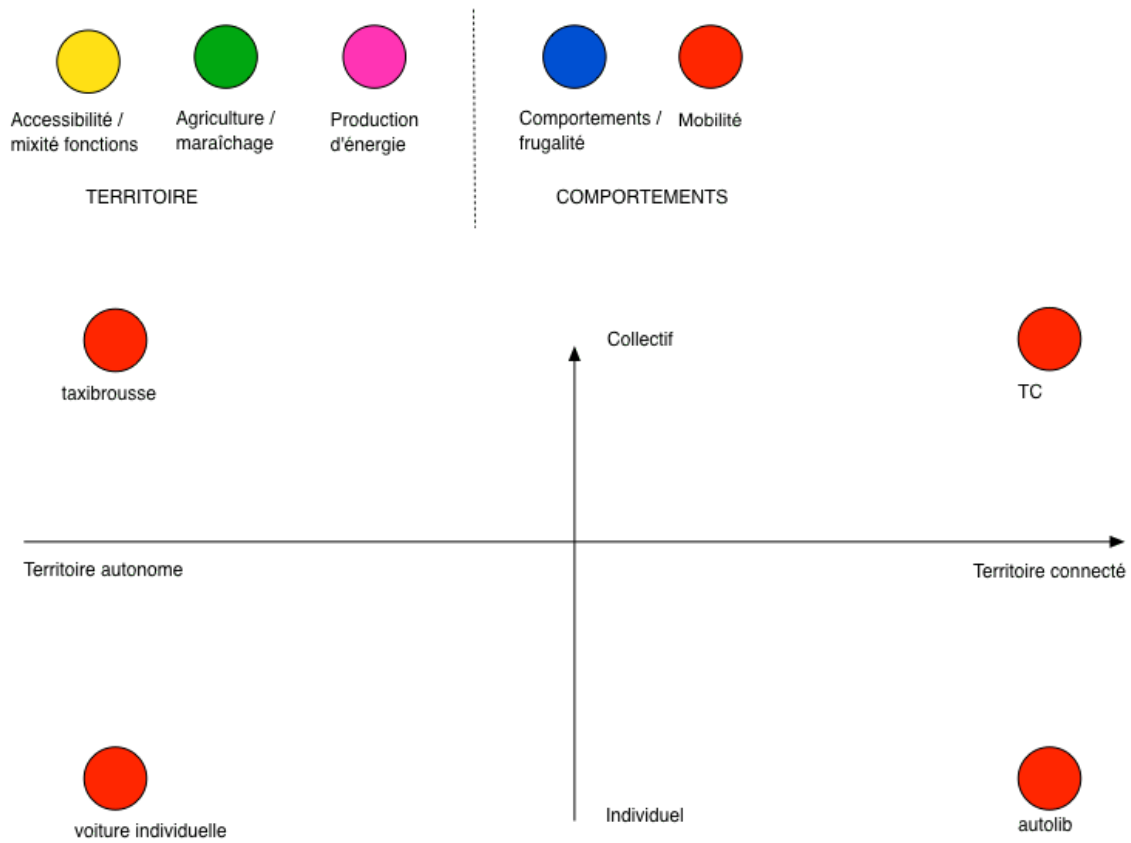 Accessibilité /
mixité fonctions
Agriculture /
maraîchage
Production
d'énergie
Comportements /
frugalité
Mobilité
TERRITOIRE
COMPORTEMENTS
Collectif
taxibrousse
TC
Territoire autonome
Territoire connecté
Individuel
voiture individuelle
autolib